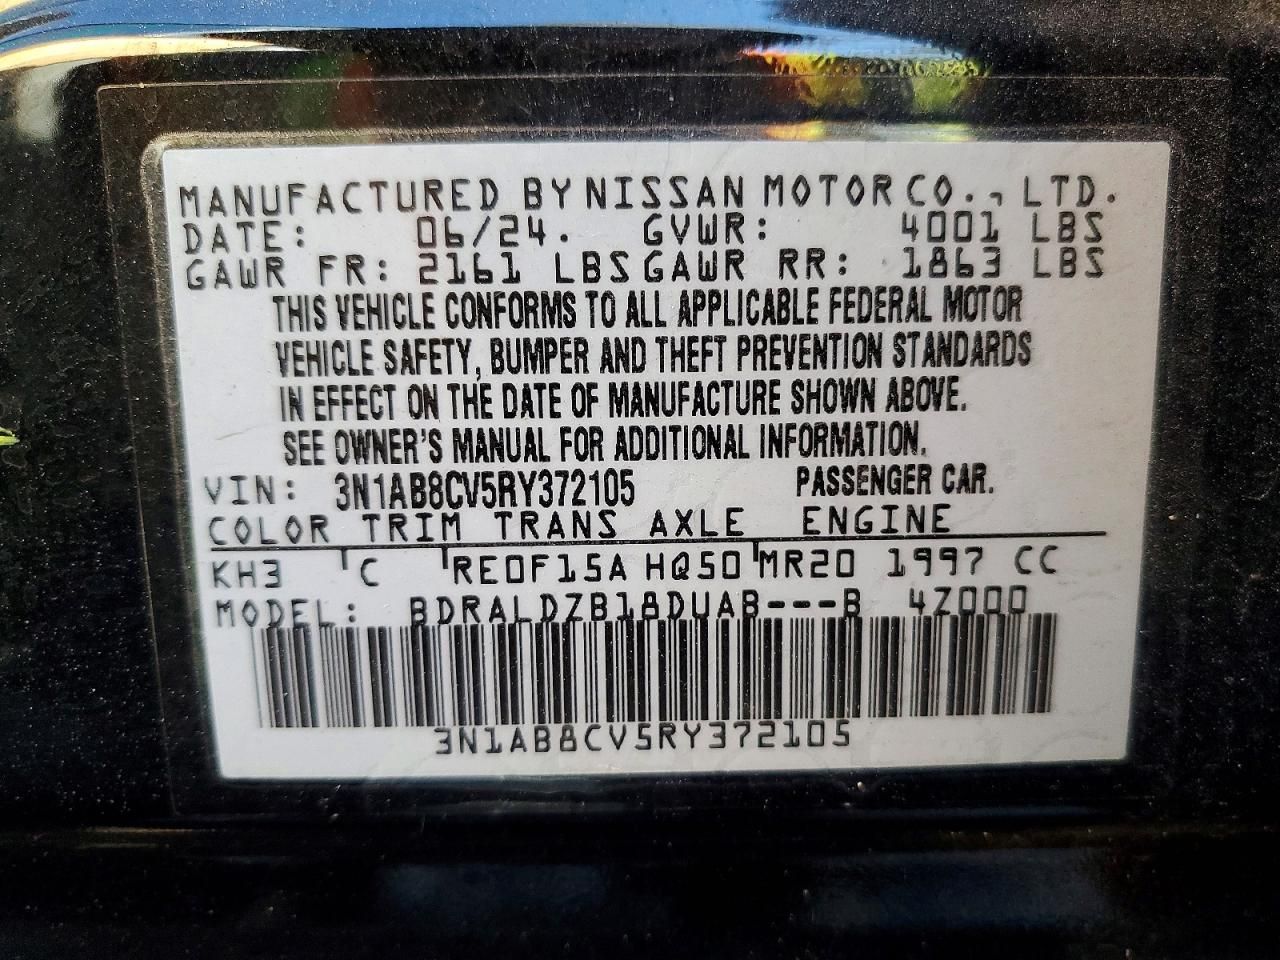 MANUFACTURED BY NISSAN MOTOR CO., LTD.
DATE: 06/24. GVWR: 4001 LBS
GAWR FR: 2161 LBS GAWR RR: 1863 LBS
THIS VEHICLE CONFORMS TO ALL APPLICABLE FEDERAL MOTOR
VEHICLE SAFETY, BUMPER AND THEFT PREVENTION STANDARDS
IN EFFECT ON THE DATE OF MANUFACTURE SHOWN ABOVE.
SEE OWNER'S MANUAL FOR ADDITIONAL INFORMATION.
VIN: 3N1AB8CV5RY372105 PASSENGER CAR.
COLOR TRIM TRANS AXLE ENGINE
KH3 C RE0F15A HQ50 MR20 1997 CC
MODEL: BDRALDZB18DUAB---B 4Z000
3N1AB8CV5RY372105